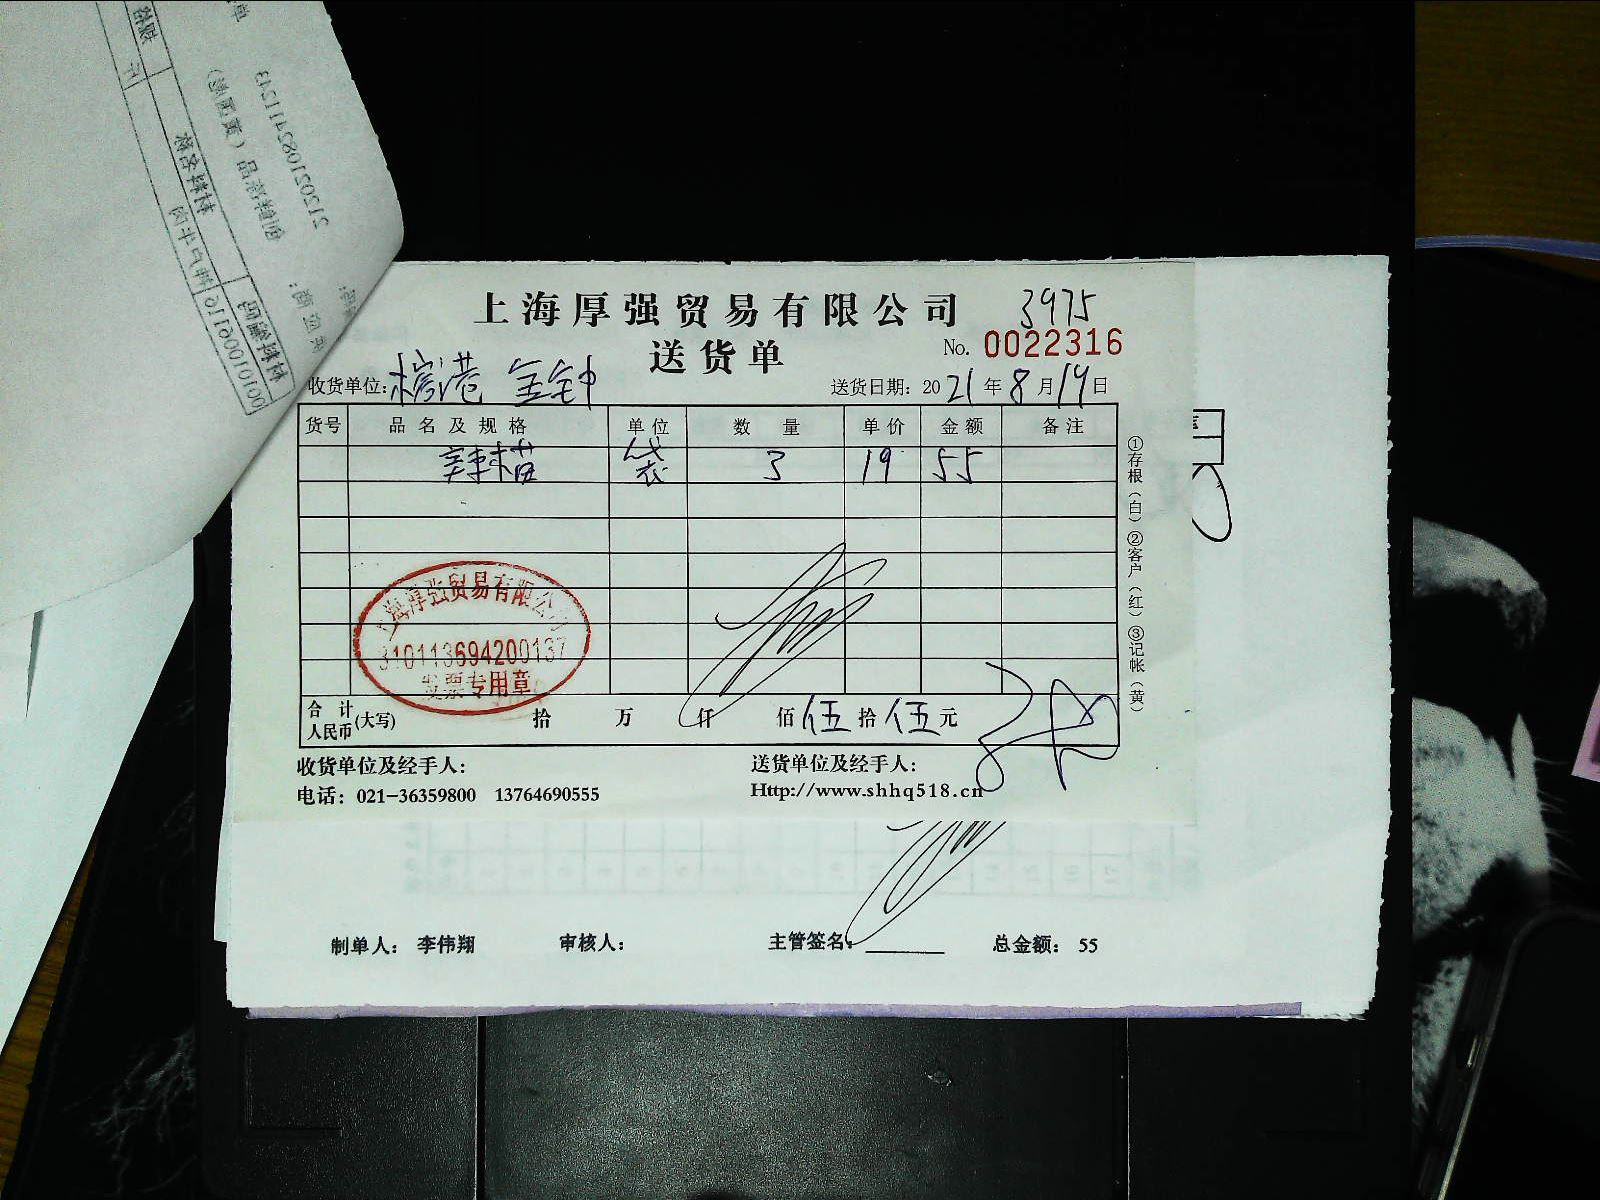 上海厚强贸易有限公司 3975
送货单 No. 0022316
收货单位: 港 金钟 送货日期: 2021年8月19日
货号 品名及规格 单位 数量 单价 金额 备注
袋 3 19 55
①存根(白)②客户(红)③记帐(黄)
上海厚强贸易有限公司
310113694200137
发票专用章
合计人民币(大写) 拾 万 仟 佰 伍拾 伍元
收货单位及经手人: 送货单位及经手人:
电话: 021-36359800 13764690555 Http://www.shhq518.cn
制单人: 李伟翔 审核人: 主管签名: 总金额: 55